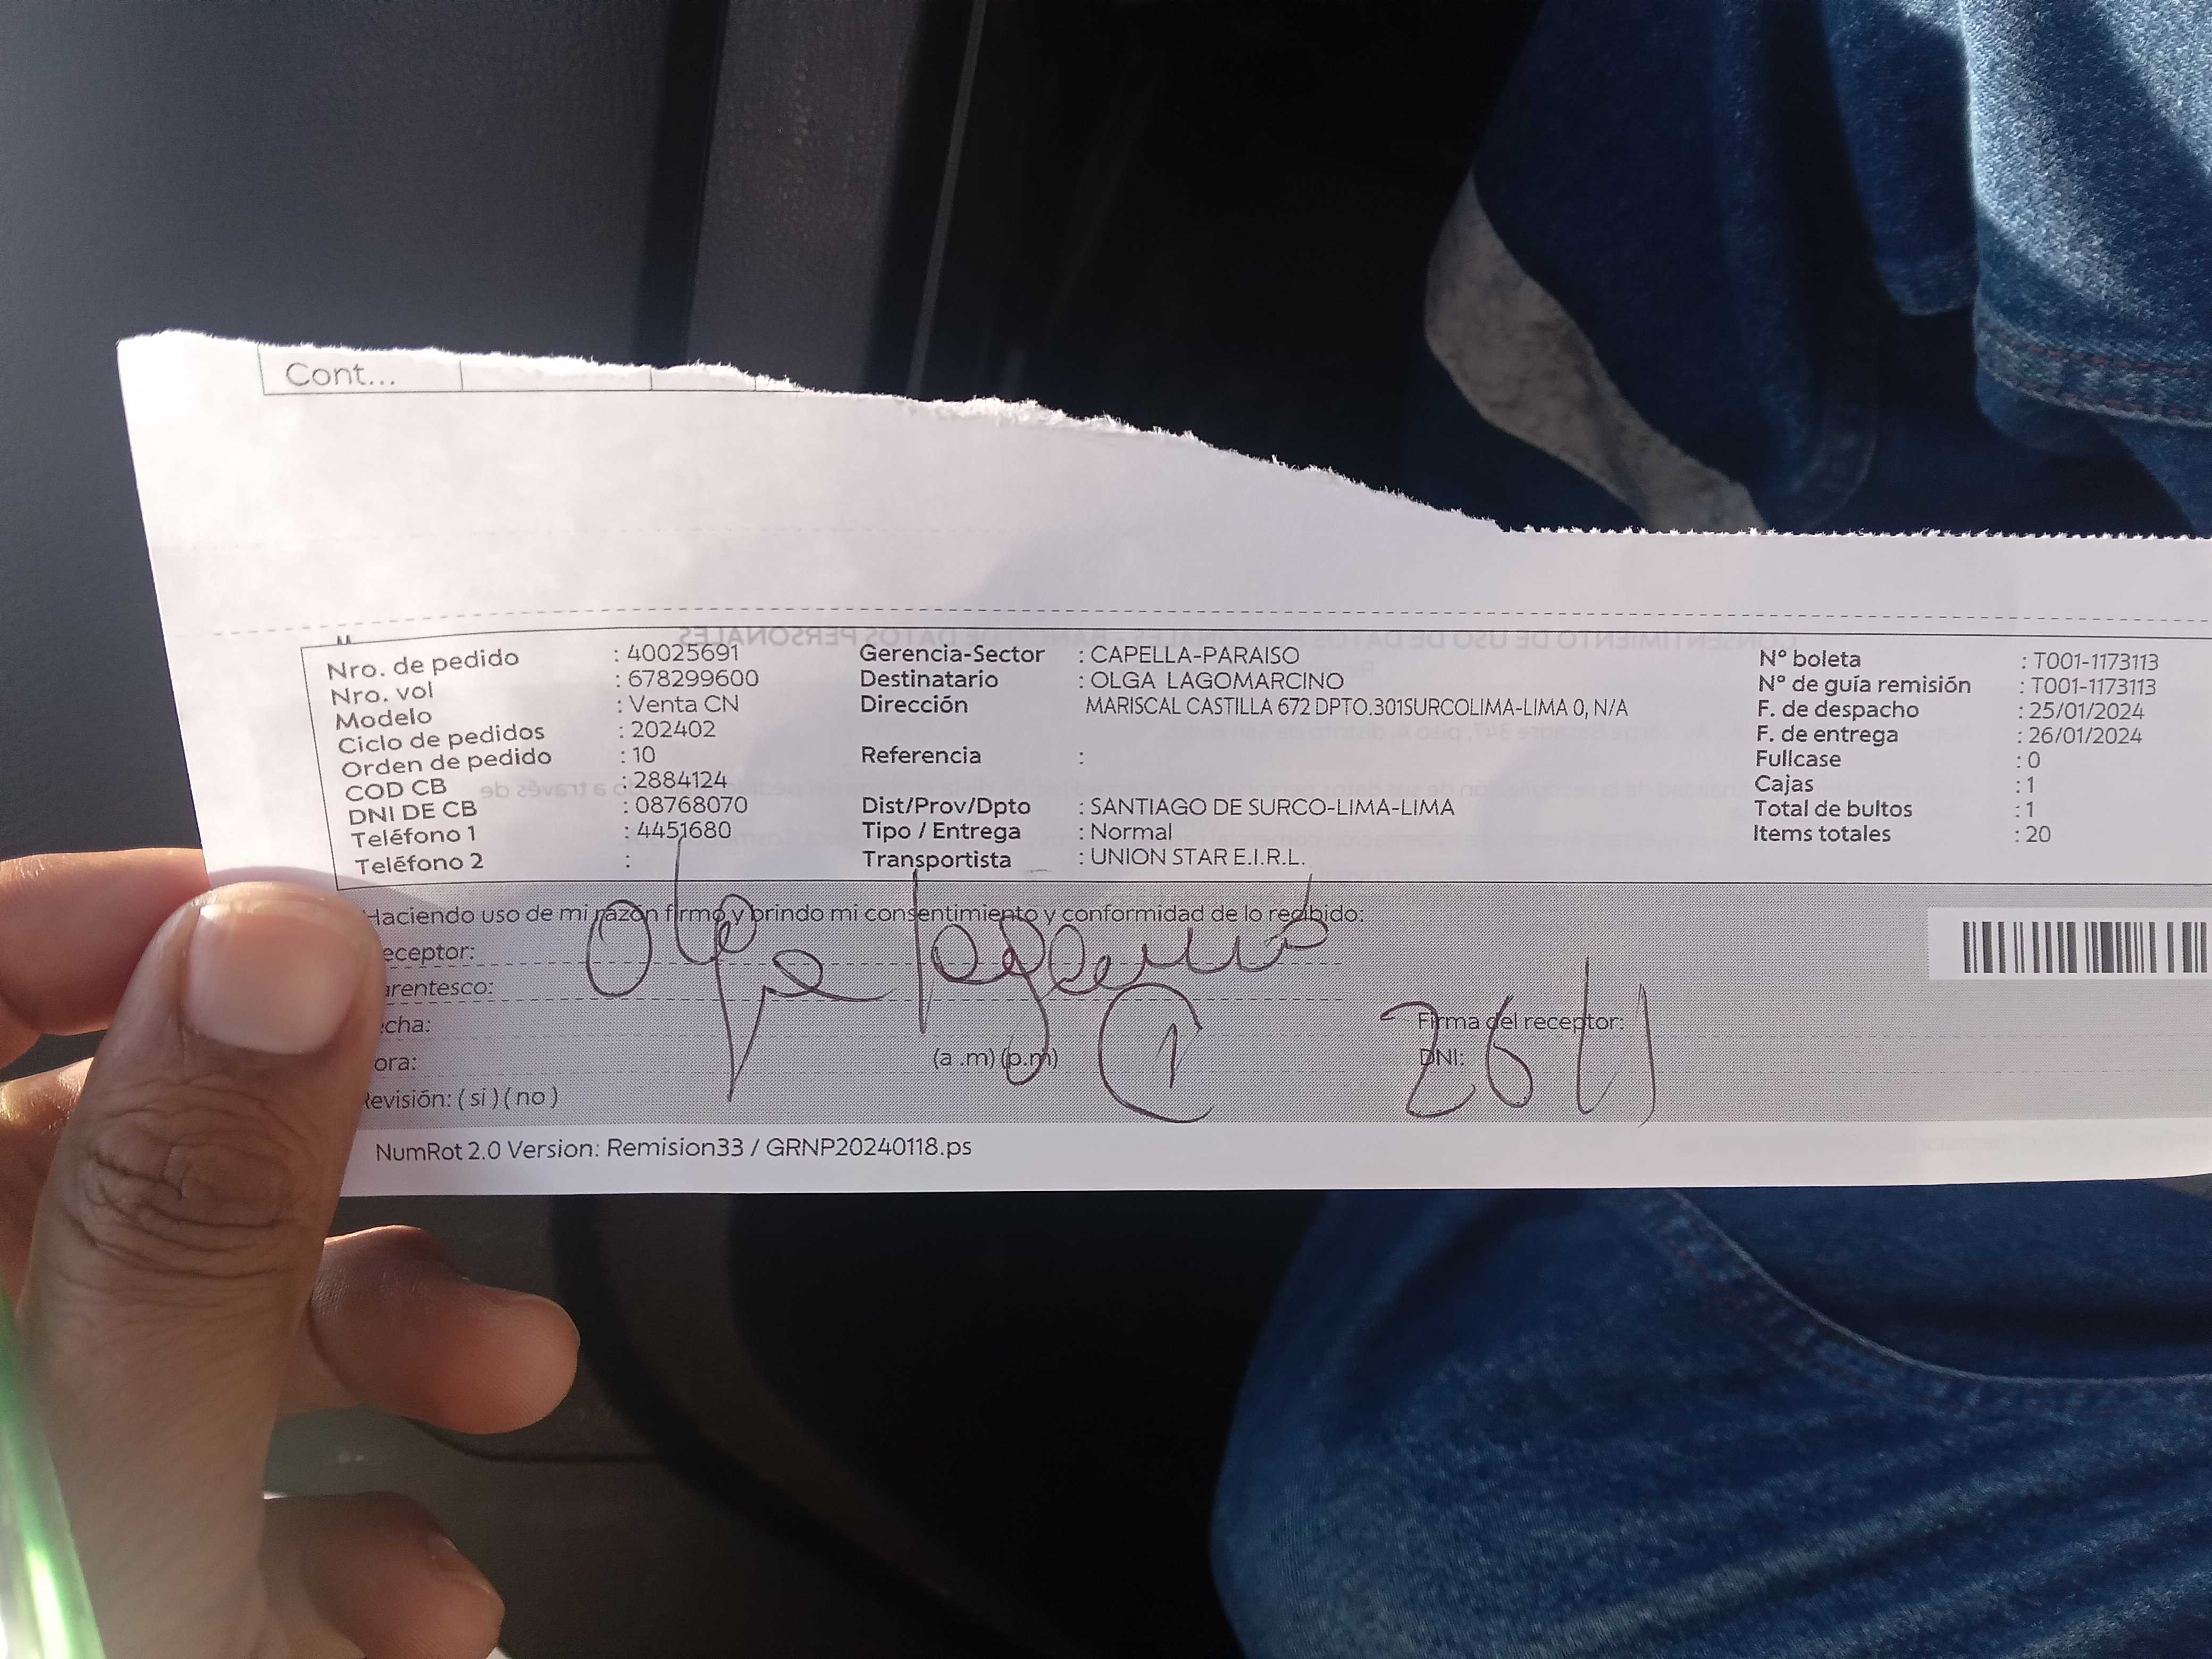 Cont...
Nro. de pedido : 40025691 Gerencia-Sector : CAPELLA-PARAISO N° boleta : T001-1173113
Nro. vol : 678299600 Destinatario : OLGA LAGOMARCINO N° de guía remisión : T001-1173113
Modelo : Venta CN Dirección MARISCAL CASTILLA 672 DPTO.301SURCOLIMA-LIMA 0, N/A F. de despacho : 25/01/2024
Ciclo de pedidos : 202402 F. de entrega : 26/01/2024
Orden de pedido : 10 Referencia : Fullcase : 0
COD CB : 2884124 Cajas : 1
DNI DE CB : 08768070 Dist/Prov/Dpto : SANTIAGO DE SURCO-LIMA-LIMA Total de bultos : 1
Teléfono 1 : 4451680 Tipo / Entrega : Normal Items totales : 20
Teléfono 2 : Transportista : UNION STAR E.I.R.L.
Haciendo uso de mi razón firmo y brindo mi consentimiento y conformidad de lo recibido:
eceptor: Olga
arentesco:
echa: Firma del receptor:
ora: (a .m) (p.m) 1 DNI: 26/1
Revisión: ( si ) ( no )
NumRot 2.0 Version: Remision33 / GRNP20240118.ps